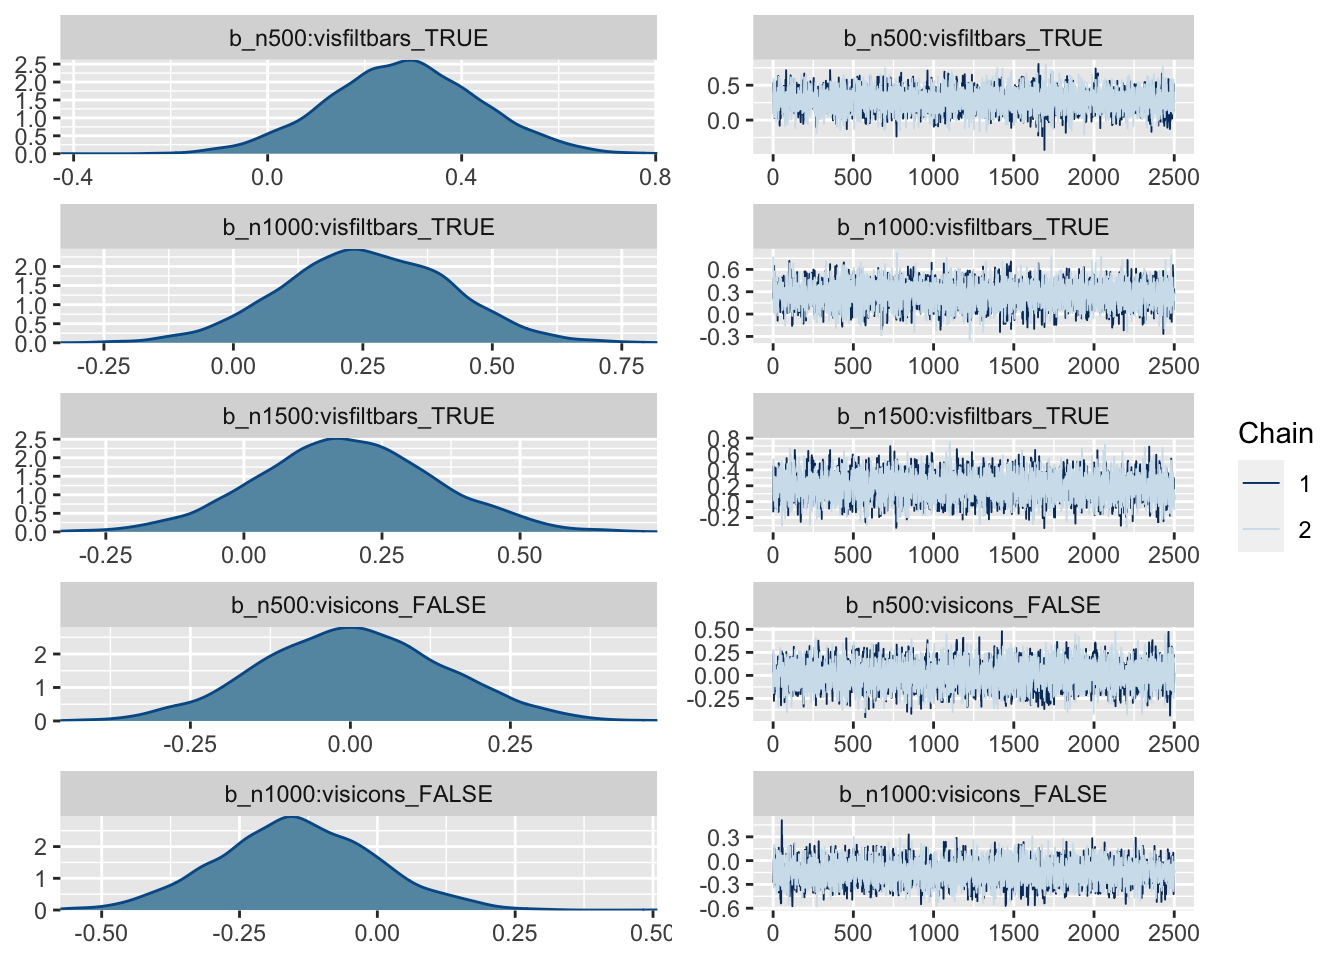 b_n500:visfiltbars_TRUE
2.5
2.0
1.5
1.0
0.5
0.0
-0.4 0.0 0.4 0.8
b_n500:visfiltbars_TRUE
0.5
0.0
0 500 1000 1500 2000 2500
b_n1000:visfiltbars_TRUE
2.0
1.5
1.0
0.5
0.0
-0.25 0.00 0.25 0.50 0.75
b_n1000:visfiltbars_TRUE
0.6
0.3
0.0
-0.3
0 500 1000 1500 2000 2500
b_n1500:visfiltbars_TRUE
2.5
2.0
1.5
1.0
0.5
0.0
-0.25 0.00 0.25 0.50
b_n1500:visfiltbars_TRUE
0.8
0.6
0.4
0.2
0.0
-0.2
0 500 1000 1500 2000 2500
b_n500:visicons_FALSE
2
1
0
-0.25 0.00 0.25
b_n500:visicons_FALSE
0.50
0.25
0.00
-0.25
0 500 1000 1500 2000 2500
b_n1000:visicons_FALSE
2
1
0
-0.50 -0.25 0.00 0.25
b_n1000:visicons_FALSE
0.3
0.0
-0.3
-0.6
0 500 1000 1500 2000 2500
Chain
1
2